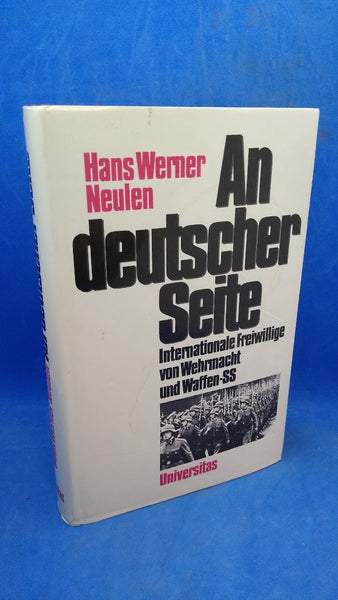 Hans Werner
Neulen
An
deutscher
Seite
Internationale Freiwillige
von Wehrmacht
und Waffen-SS
Universitas